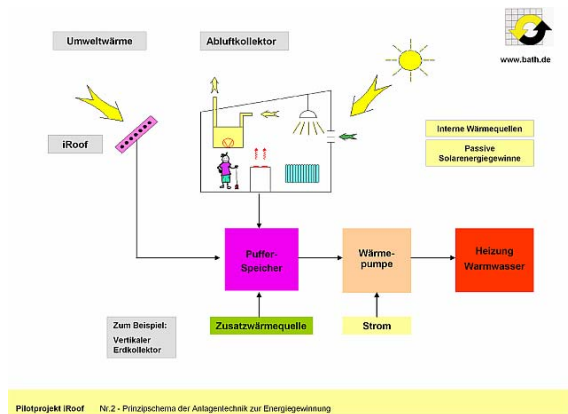 Umweltwärme
Abluftkollektor
www.bath.de
iRoof
Interne Wärmequellen
Passive
Solarenergiegewinne
Puffer-
Speicher
Wärme-
pumpe
Heizung
Warmwasser
Zum Beispiel:
Vertikaler
Erdkollektor
Zusatzwärmequelle
Strom
Pilotprojekt iRoof Nr.2 - Prinzipschema der Anlagentechnik zur Energiegewinnung